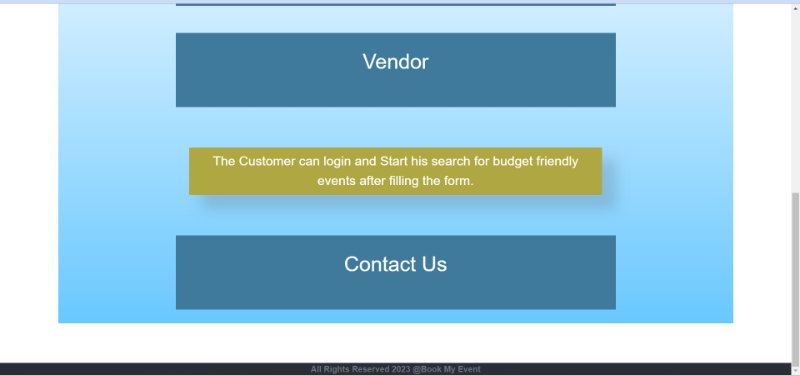 Vendor
The Customer can login and Start his search for budget friendly
events after filling the form.
Contact Us
All Rights Reserved 2023 @Book My Event